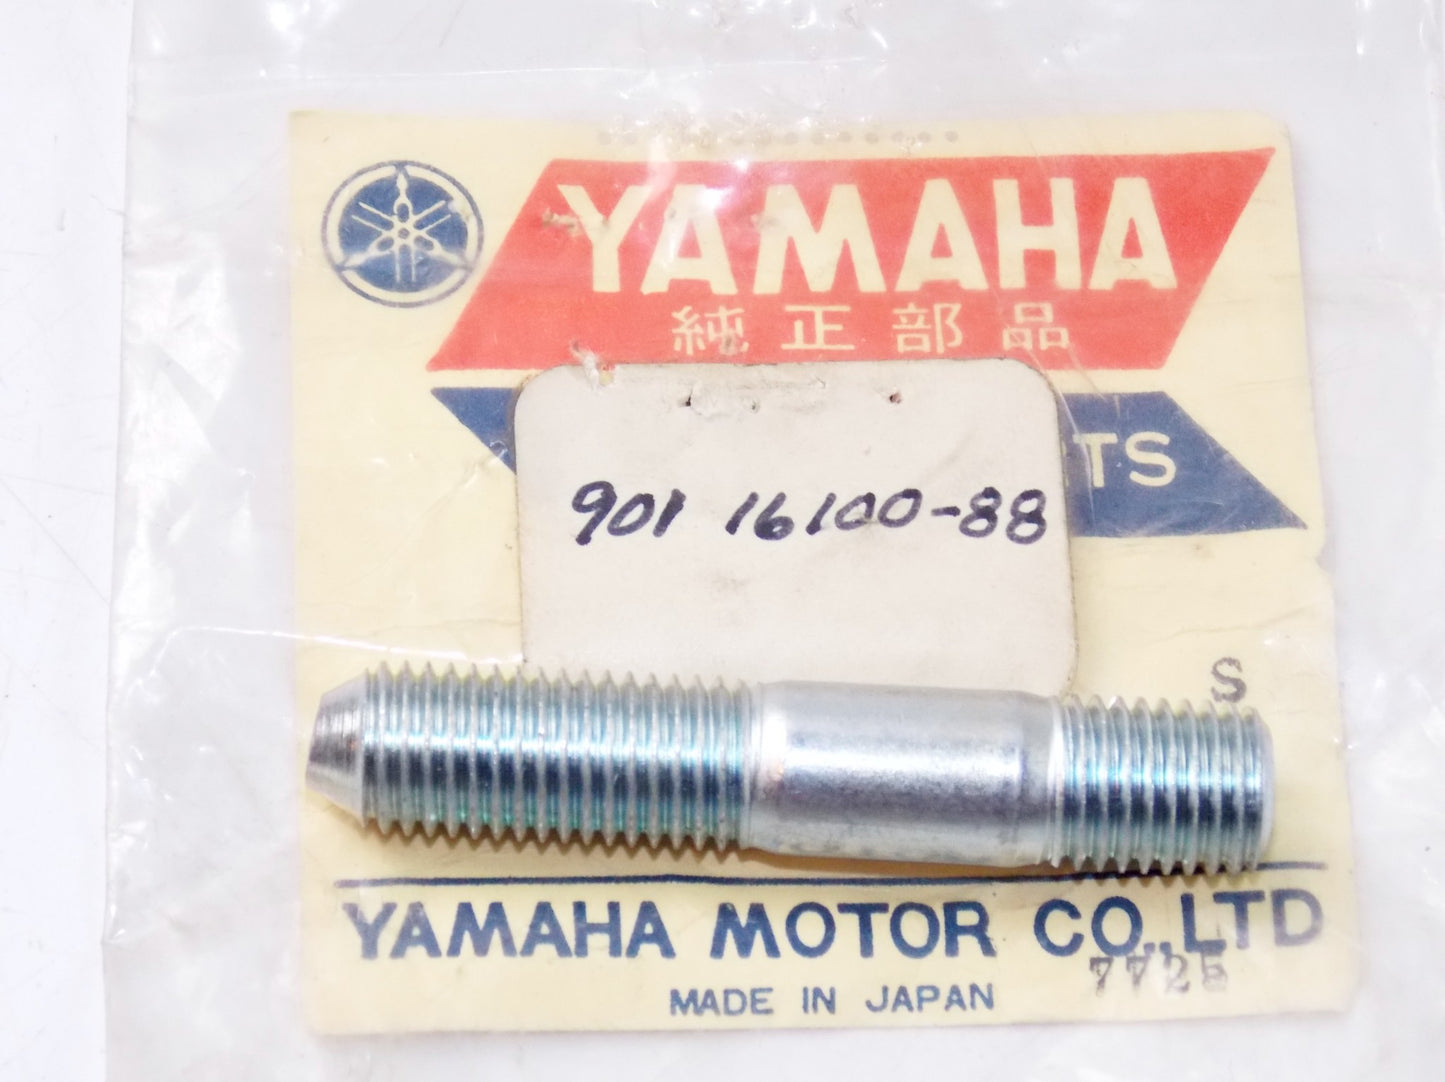 YAMAHA
純正部品
TS
901 16100-88
S
YAMAHA MOTOR CO.,LTD
7725
MADE IN JAPAN